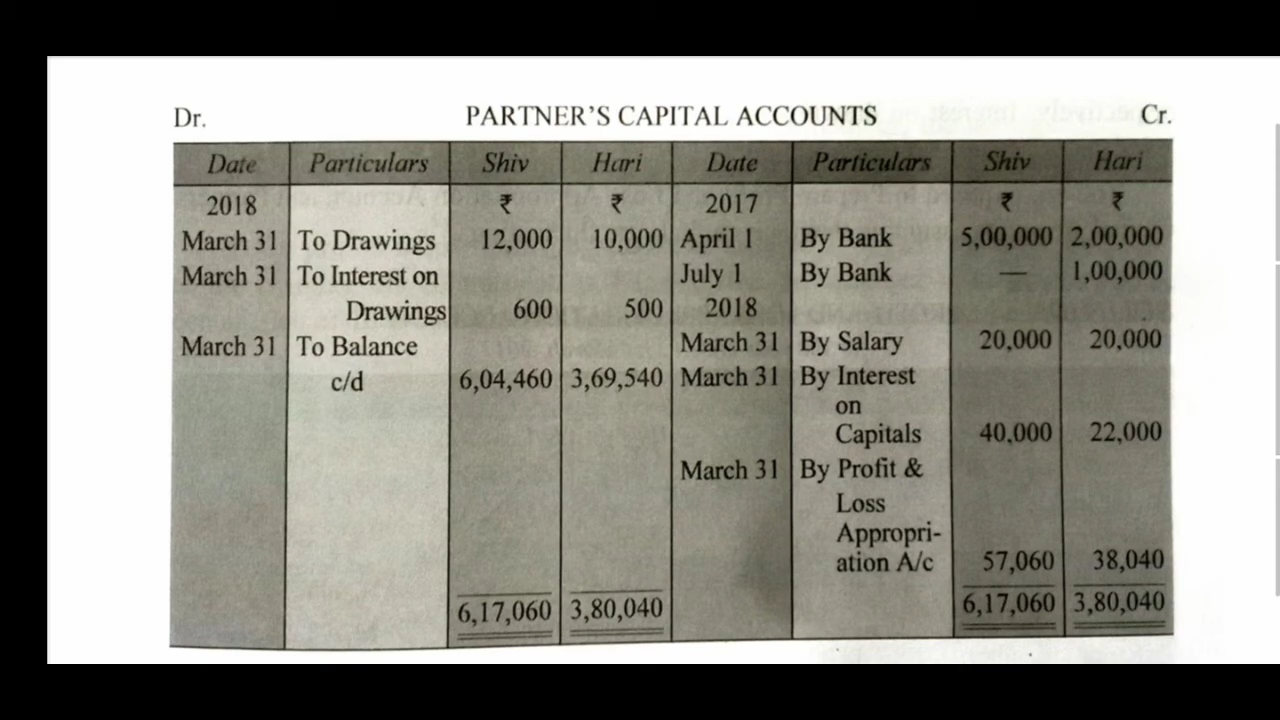 Dr. PARTNER'S CAPITAL ACCOUNTS Cr.
Date Particulars Shiv Hari Date Particulars Shiv Hari
2018 ₹ ₹ 2017 ₹ ₹
March 31 To Drawings 12,000 10,000 April 1 By Bank 5,00,000 2,00,000
March 31 To Interest on July 1 By Bank — 1,00,000
Drawings 600 500 2018
March 31 To Balance March 31 By Salary 20,000 20,000
c/d 6,04,460 3,69,540 March 31 By Interest
on
Capitals 40,000 22,000
March 31 By Profit &
Loss
Appropri-
ation A/c 57,060 38,040
6,17,060 3,80,040 6,17,060 3,80,040